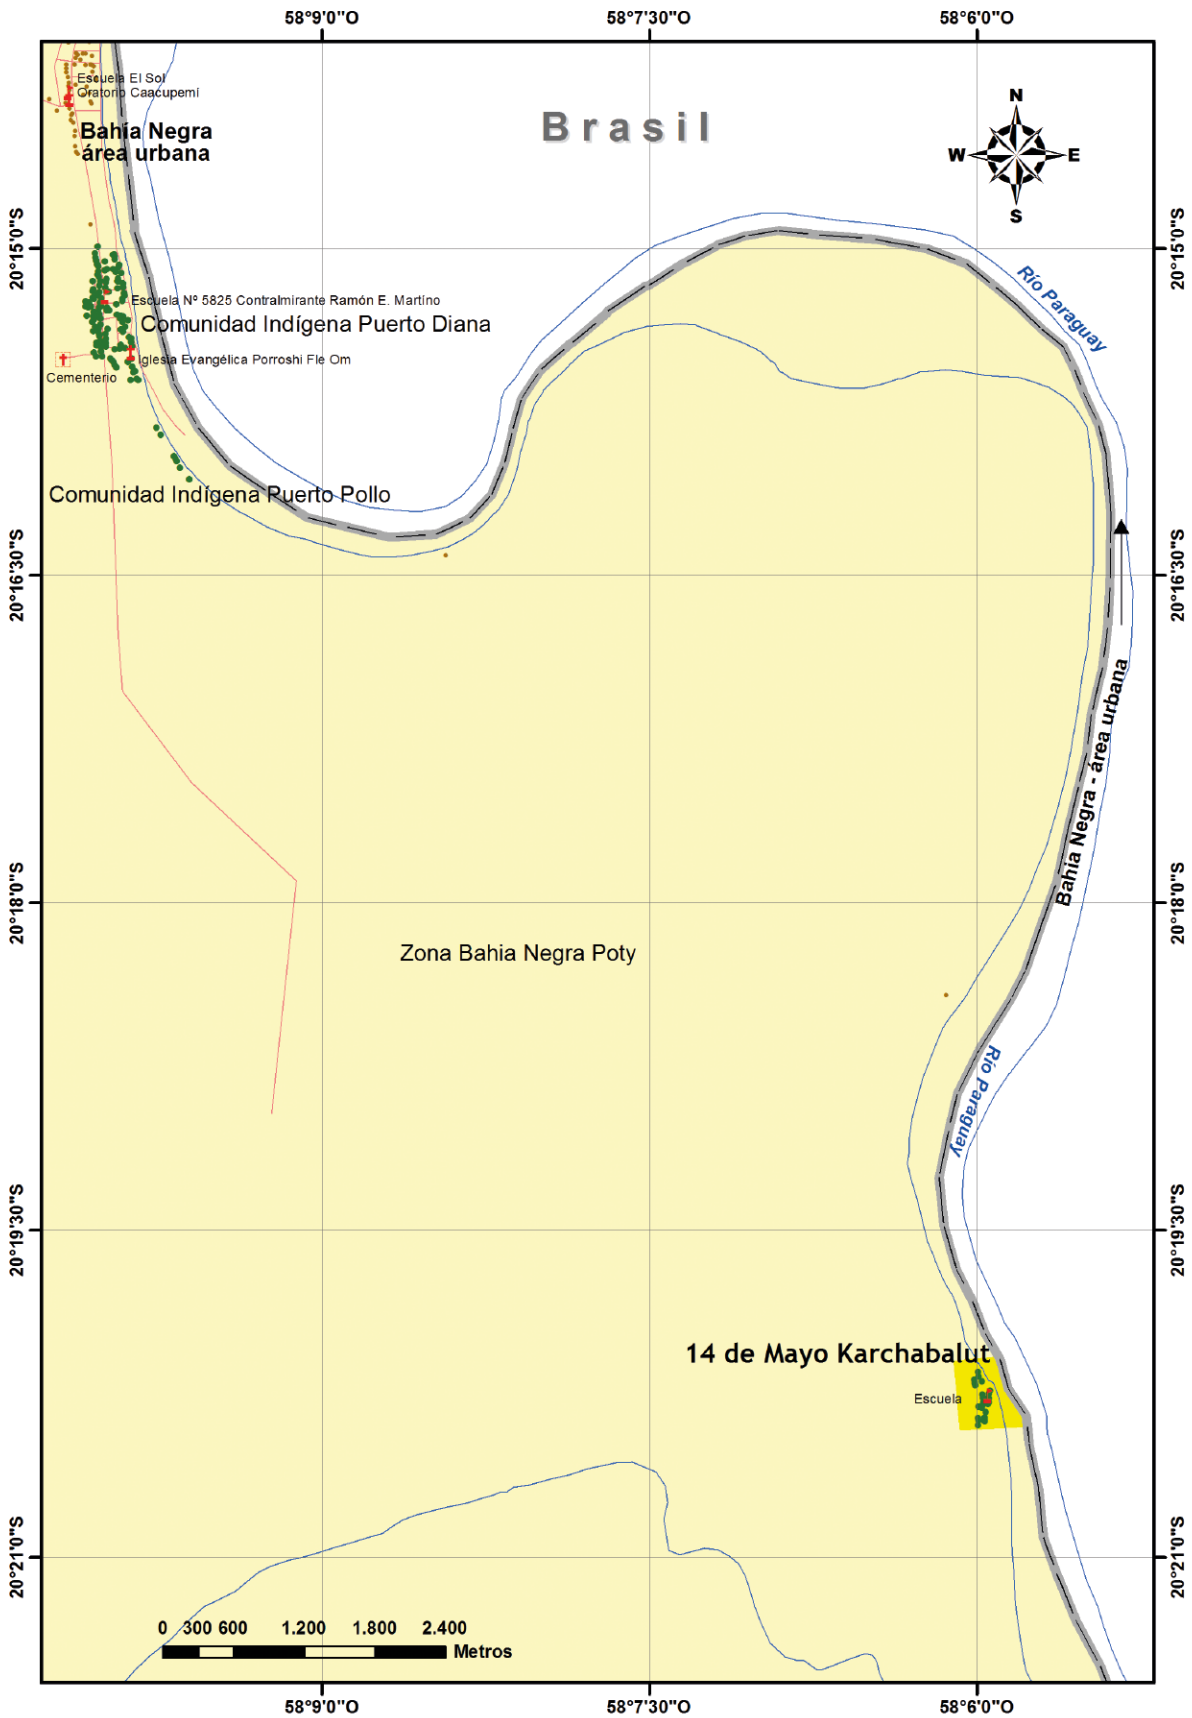 58°9'0"O
58°7'30"O
58°6'0"O
Escuela El Sol
Oratorio Caacupemí
Bahía Negra
área urbana
Brasil
N
W
E
S
20°15'0"S
20°15'0"S
Río Paraguay
Escuela Nº 5825 Contralmirante Ramón E. Martíno
Comunidad Indígena Puerto Diana
Iglesia Evangélica Porroshi Fle Om
Cementerio
Comunidad Indígena Puerto Pollo
20°16'30"S
20°16'30"S
Bahia Negra - área urbana
20°18'0"S
20°18'0"S
Zona Bahia Negra Poty
Río Paraguay
20°19'30"S
20°19'30"S
14 de Mayo Karchabalut
Escuela
20°21'0"S
20°21'0"S
0 300 600 1.200 1.800 2.400
Metros
58°9'0"O
58°7'30"O
58°6'0"O